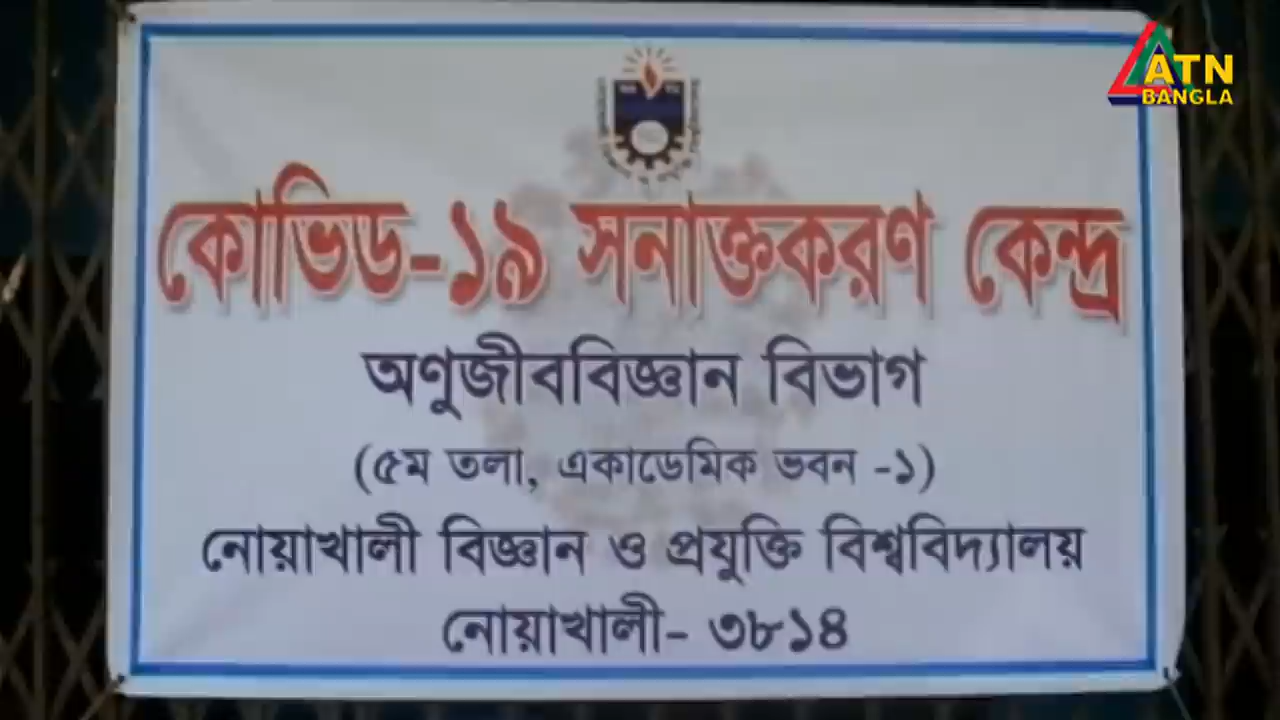 ATN
BANGLA
কোভিড-১৯ সনাক্তকরণ কেন্দ্র
অণুজীববিজ্ঞান বিভাগ
(৫ম তলা, একাডেমিক ভবন -১)
নোয়াখালী বিজ্ঞান ও প্রযুক্তি বিশ্ববিদ্যালয়
নোয়াখালী- ৩৮১৪